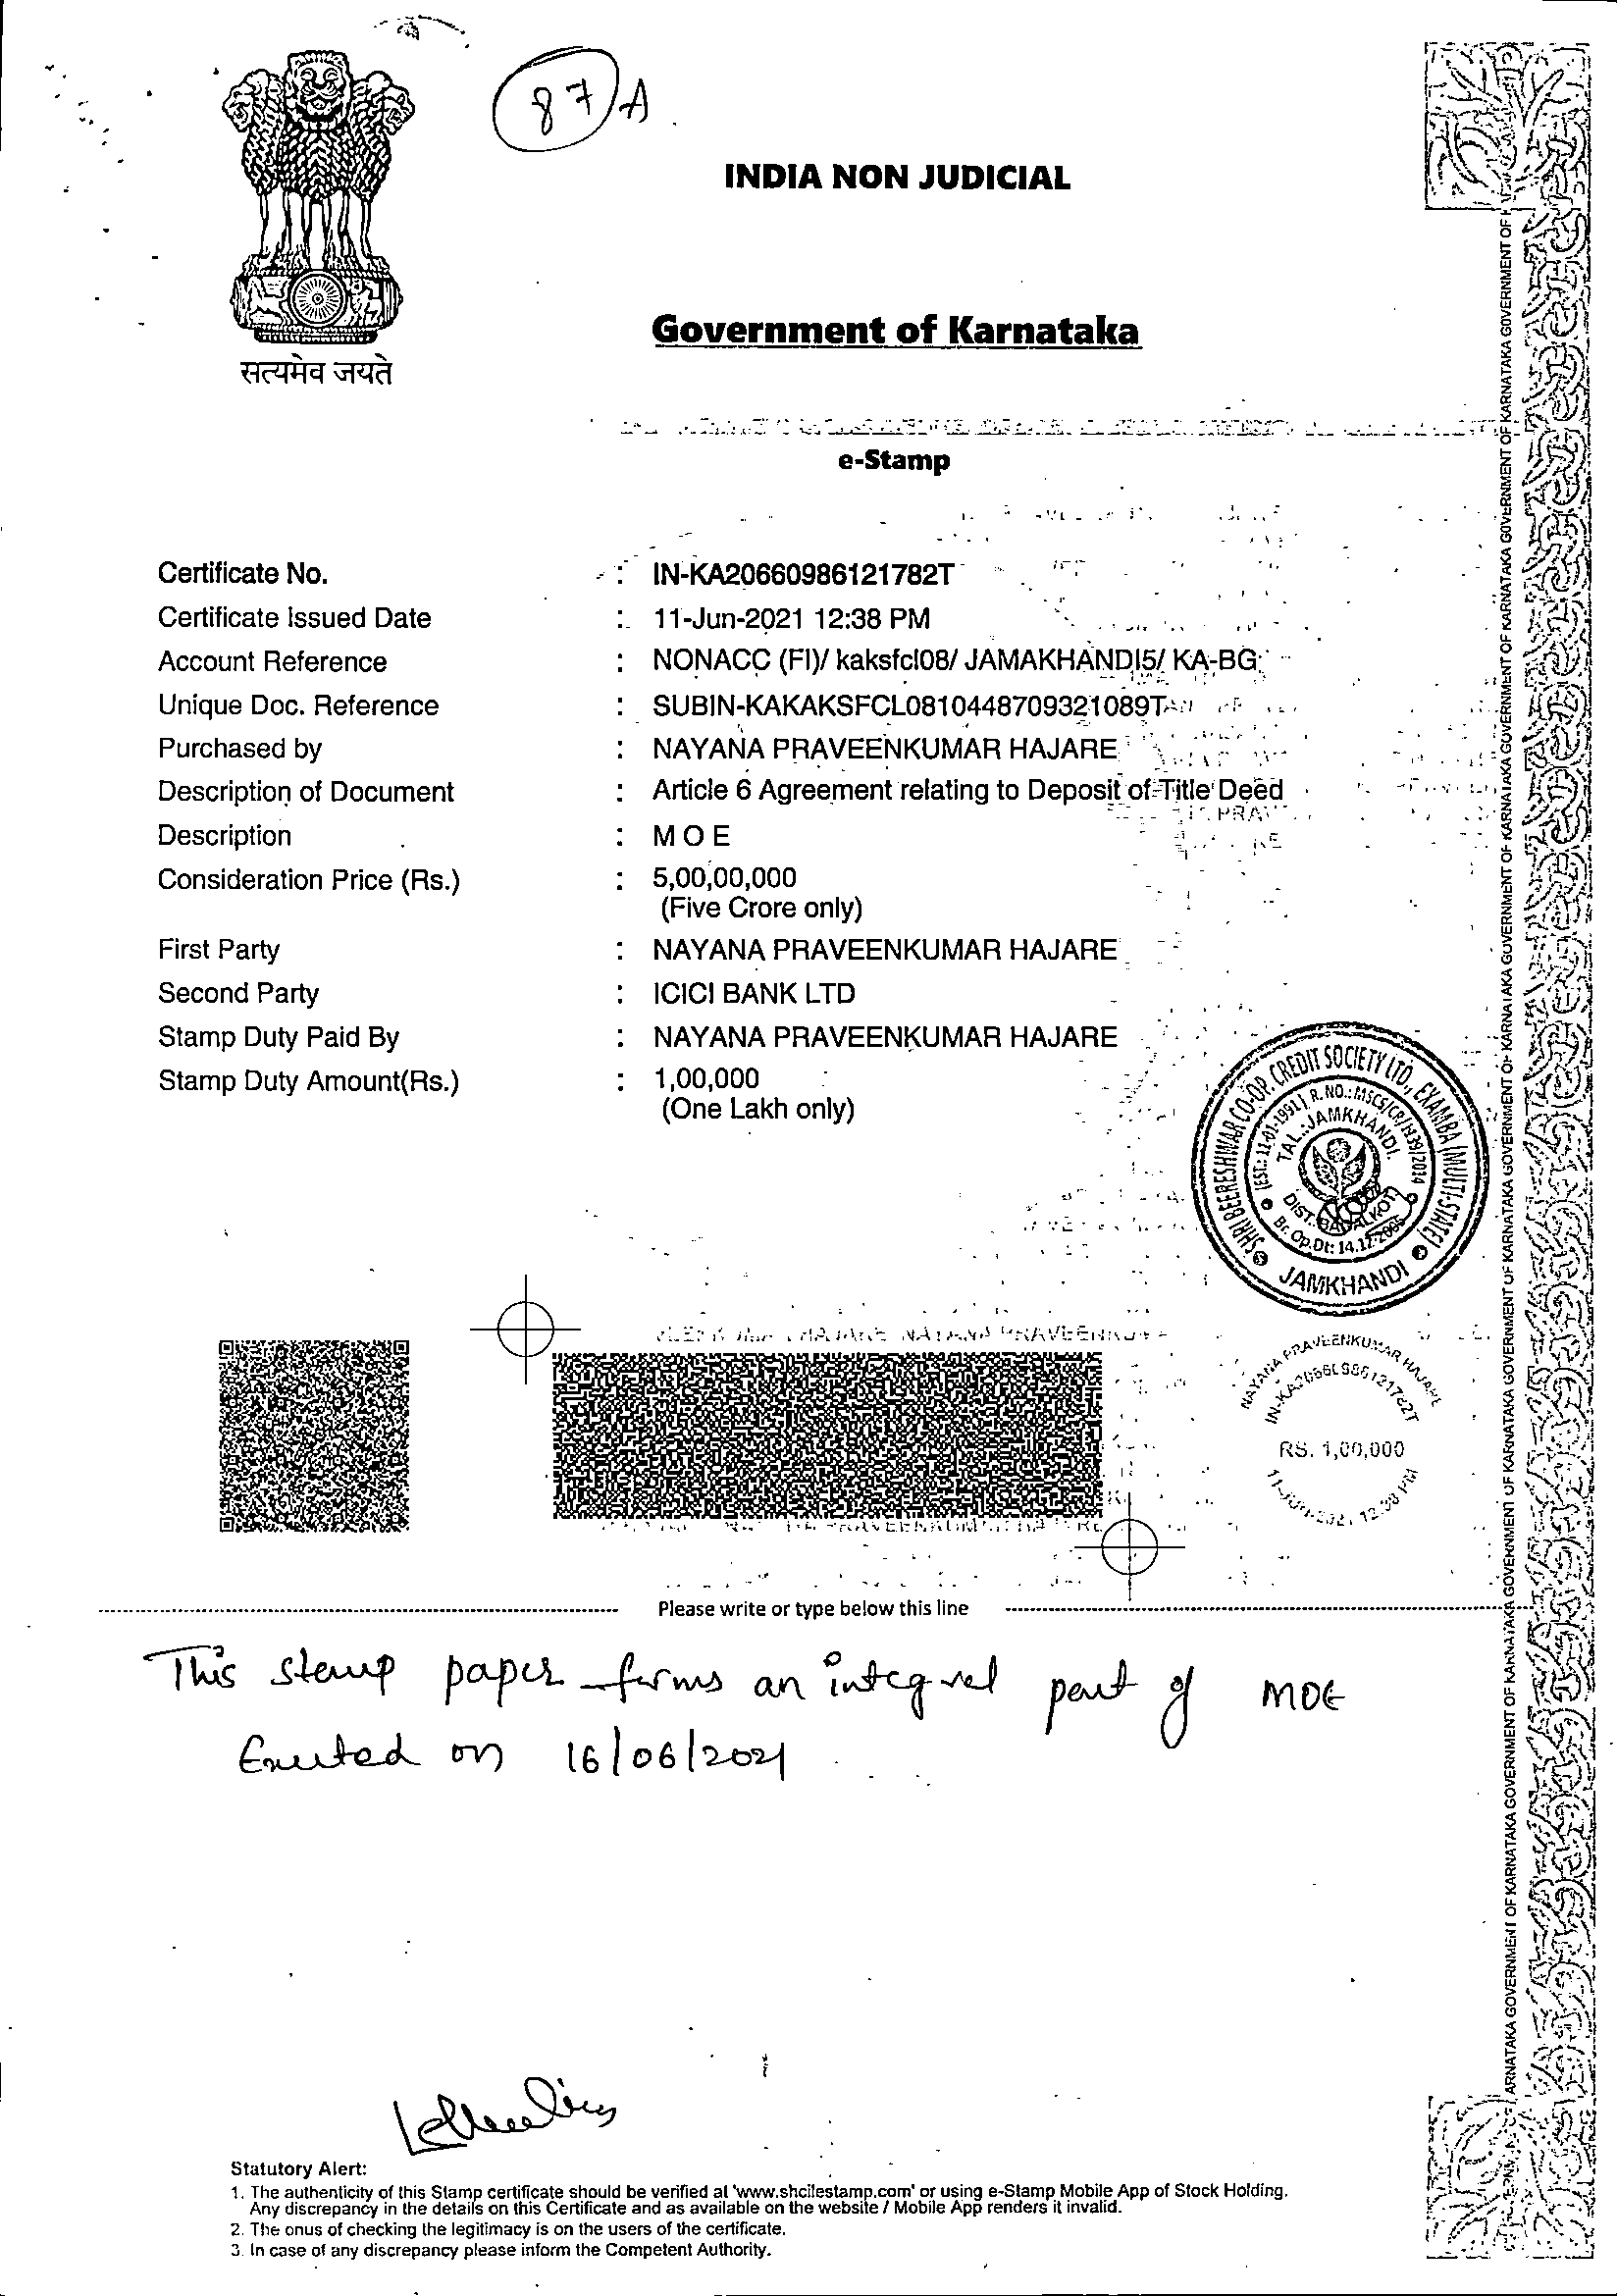 87/A
INDIA NON JUDICIAL
सत्यमेव जयते
Government of Karnataka
e-Stamp
Certificate No. : IN-KA20660986121782T
Certificate Issued Date : 11-Jun-2021 12:38 PM
Account Reference : NONACC (FI)/ kaksfcl08/ JAMAKHANDI5/ KA-BG
Unique Doc. Reference : SUBIN-KAKAKSFCL0810448709321089T
Purchased by : NAYANA PRAVEENKUMAR HAJARE
Description of Document : Article 6 Agreement relating to Deposit of Title Deed
Description : M O E
Consideration Price (Rs.) : 5,00,00,000
(Five Crore only)
First Party : NAYANA PRAVEENKUMAR HAJARE
Second Party : ICICI BANK LTD
Stamp Duty Paid By : NAYANA PRAVEENKUMAR HAJARE
Stamp Duty Amount(Rs.) : 1,00,000
(One Lakh only)
SHRI BEERESHWAR CO-OP. CREDIT SOCIETY LTD., EXAMBA (MULTI-STATE)
JAMKHANDI
(EST.: 11-01-1991) R. NO.: MSCS/CR/1139/2014
TAL.: JAMKHANDI.
DIST. BAGALKOT
Br. Op.Dt: 14.12.2005
NAYANA PRAVEENKUMAR HAJARE
IN-KA20660986121782T
RS. 1,00,000
11-Jun-2021 12:38 PM
Please write or type below this line
This stamp paper forms an integral part of MOE
Executed on 16/06/2021
Statutory Alert:
1. The authenticity of this Stamp certificate should be verified at 'www.shcilestamp.com' or using e-Stamp Mobile App of Stock Holding.
Any discrepancy in the details on this Certificate and as available on the website / Mobile App renders it invalid.
2. The onus of checking the legitimacy is on the users of the certificate.
3. In case of any discrepancy please inform the Competent Authority.
GOVERNMENT OF KARNATAKA GOVERNMENT OF KARNATAKA GOVERNMENT OF KARNATAKA